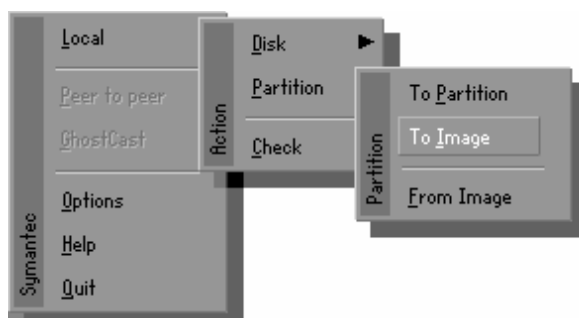 Local
Peer to peer
GhostCast
Options
Help
Quit
Symantec
Disk
Partition
Check
Action
To Partition
To Image
From Image
Partition